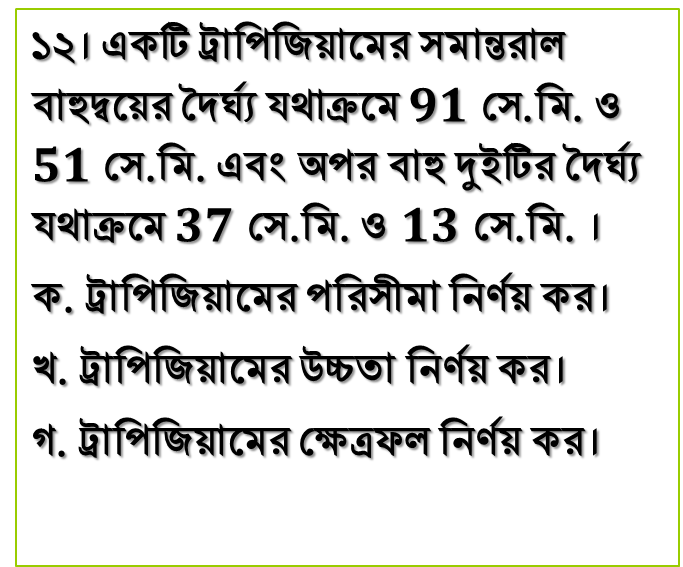 ১২। একটি ট্রাপিজিয়ামের সমান্তরাল
বাহুদ্বয়ের দৈর্ঘ্য যথাক্রমে 91 সে.মি. ও
51 সে.মি. এবং অপর বাহু দুইটির দৈর্ঘ্য
যথাক্রমে 37 সে.মি. ও 13 সে.মি. ।
ক. ট্রাপিজিয়ামের পরিসীমা নির্ণয় কর।
খ. ট্রাপিজিয়ামের উচ্চতা নির্ণয় কর।
গ. ট্রাপিজিয়ামের ক্ষেত্রফল নির্ণয় কর।